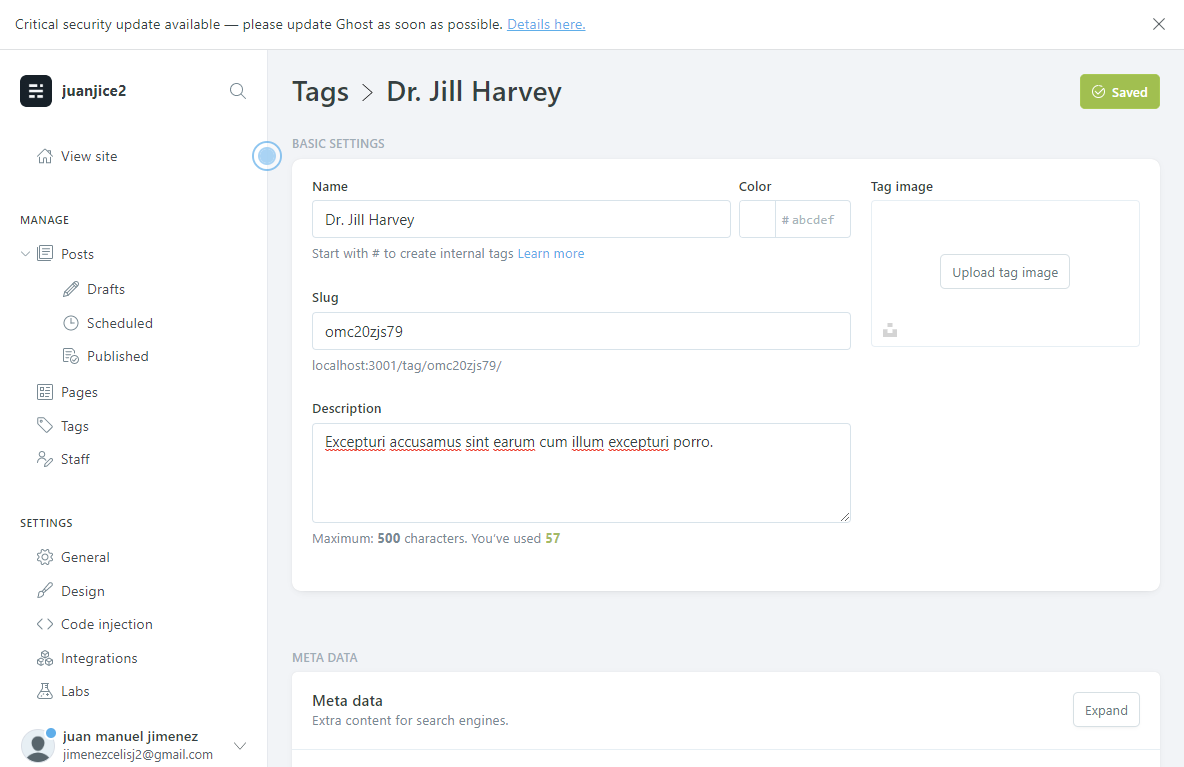 Critical security update available — please update Ghost as soon as possible. Details here.
juanjice2
View site
MANAGE
Posts
Drafts
Scheduled
Published
Pages
Tags
Staff
SETTINGS
General
Design
Code injection
Integrations
Labs
juan manuel jimenez
jimenezcelisj2@gmail.com
Tags > Dr. Jill Harvey
Saved
BASIC SETTINGS
Name
Dr. Jill Harvey
Start with # to create internal tags Learn more
Color
# abcdef
Slug
omc20zjs79
localhost:3001/tag/omc20zjs79/
Description
Excepturi accusamus sint earum cum illum excepturi porro.
Maximum: 500 characters. You've used 57
Tag image
Upload tag image
META DATA
Meta data
Extra content for search engines.
Expand